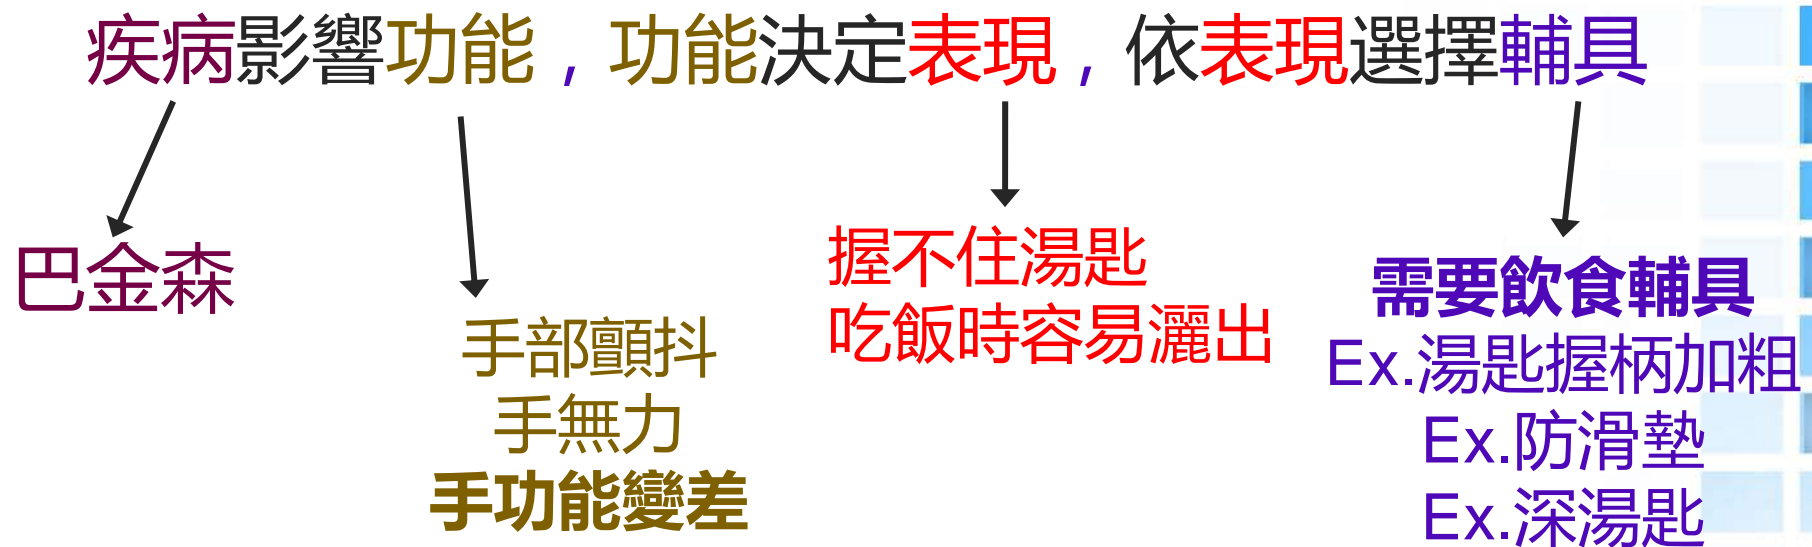 疾病影響功能，功能決定表現，依表現選擇輔具
巴金森
手部顫抖
手無力
手功能變差
握不住湯匙
吃飯時容易灑出
需要飲食輔具
Ex.湯匙握柄加粗
Ex.防滑墊
Ex.深湯匙